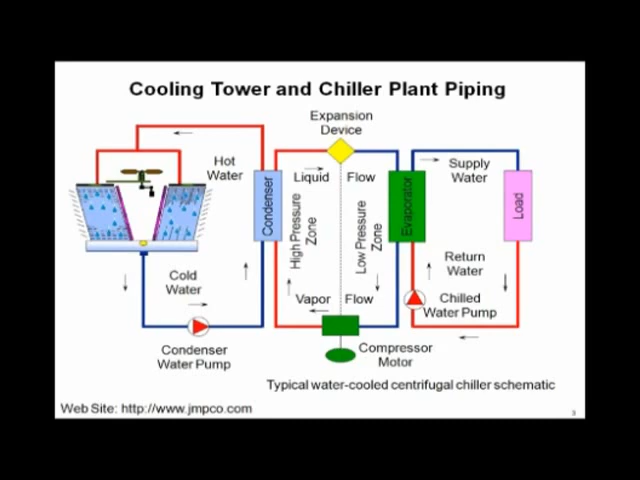 Cooling Tower and Chiller Plant Piping
Expansion
Device
Hot
Water
Liquid
Flow
Supply
Water
Condenser
High Pressure
Zone
Low Pressure
Zone
Evaporator
Load
Return
Water
Cold
Water
Vapor
Flow
Chilled
Water Pump
Condenser
Water Pump
Compressor
Motor
Typical water-cooled centrifugal chiller schematic
Web Site: http://www.jmpco.com
3